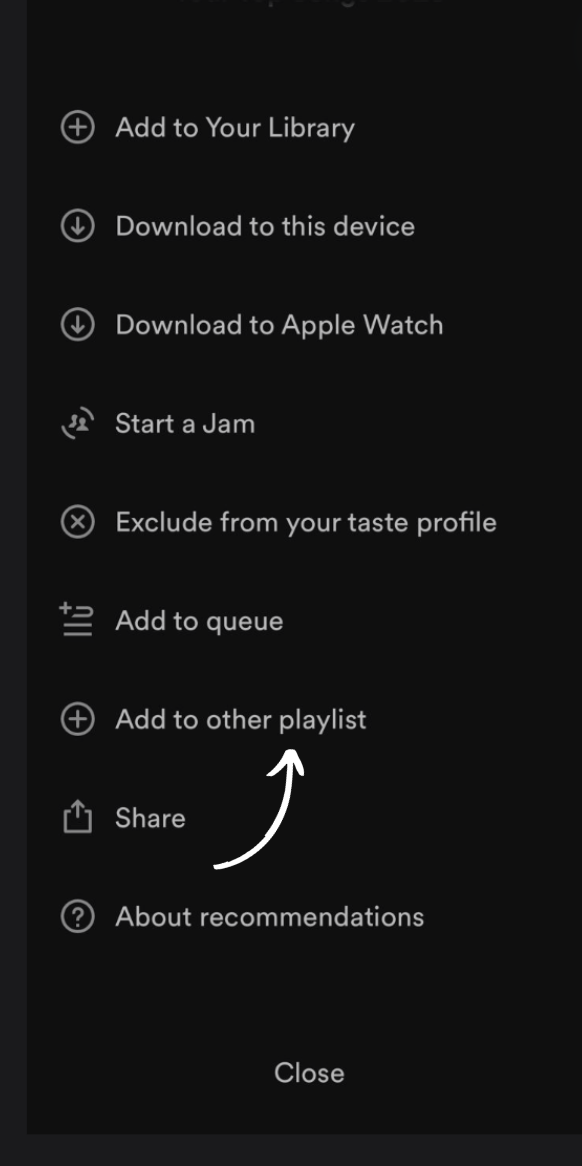 Add to Your Library
Download to this device
Download to Apple Watch
Start a Jam
Exclude from your taste profile
Add to queue
Add to other playlist
Share
About recommendations
Close